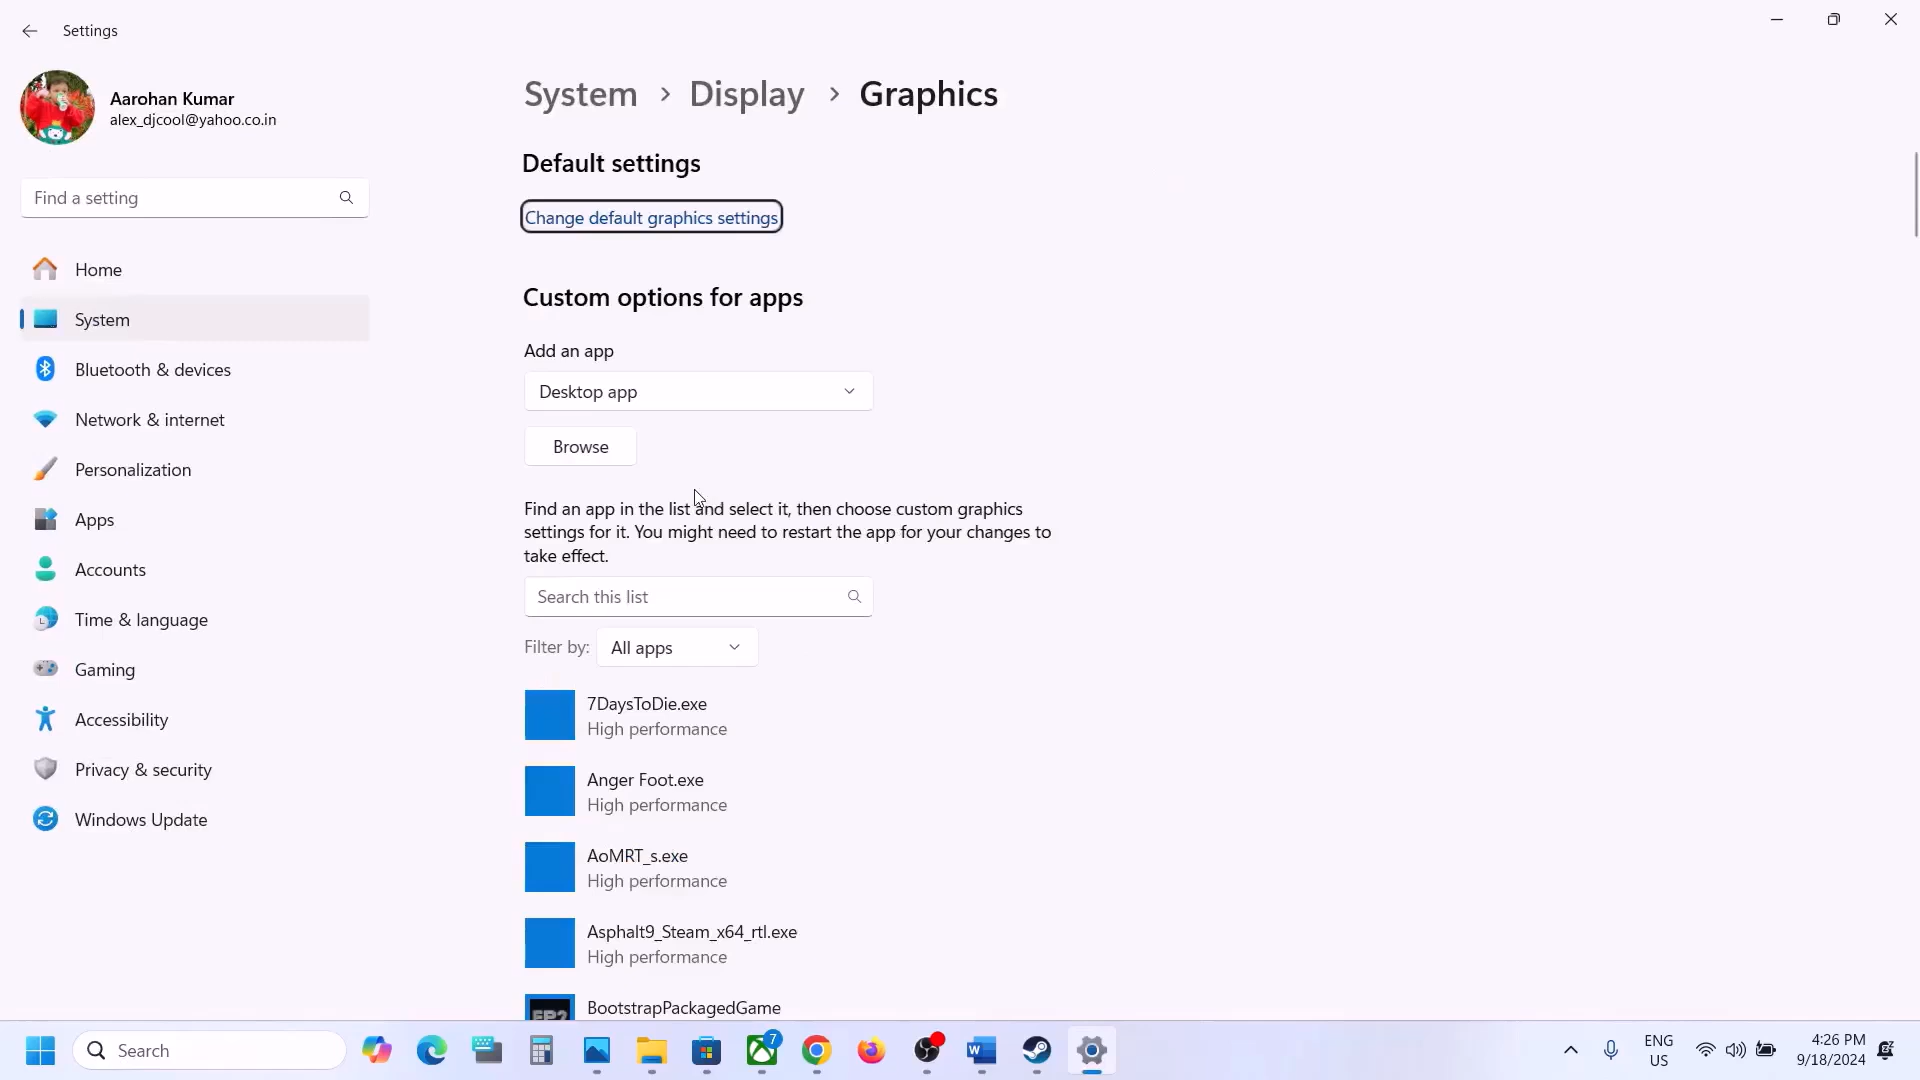 Settings
Aarohan Kumar
alex_djcool@yahoo.co.in
Find a setting
Home
System
Bluetooth & devices
Network & internet
Personalization
Apps
Accounts
Time & language
Gaming
Accessibility
Privacy & security
Windows Update
System > Display > Graphics
Default settings
Change default graphics settings
Custom options for apps
Add an app
Desktop app
Browse
Find an app in the list and select it, then choose custom graphics
settings for it. You might need to restart the app for your changes to
take effect.
Search this list
Filter by: All apps
7DaysToDie.exe
High performance
Anger Foot.exe
High performance
AoMRT_s.exe
High performance
Asphalt9_Steam_x64_rtl.exe
High performance
BootstrapPackagedGame
Search
7
ENG
US
4:26 PM
9/18/2024